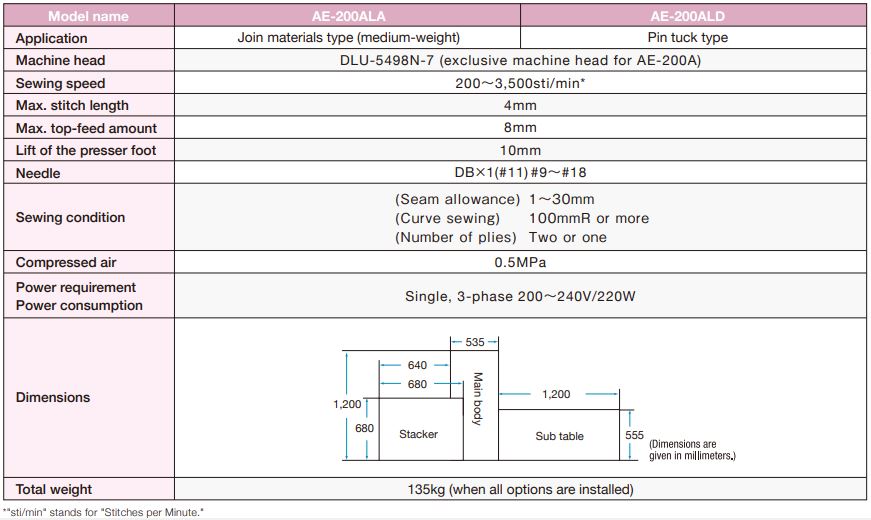 Model name AE-200ALA AE-200ALD
Application Join materials type (medium-weight) Pin tuck type
Machine head DLU-5498N-7 (exclusive machine head for AE-200A)
Sewing speed 200～3,500sti/min*
Max. stitch length 4mm
Max. top-feed amount 8mm
Lift of the presser foot 10mm
Needle DB×1(#11) #9～#18
Sewing condition
(Seam allowance) 1～30mm
(Curve sewing) 100mmR or more
(Number of plies) Two or one
Compressed air 0.5MPa
Power requirement
Power consumption
Single, 3-phase 200～240V/220W
Dimensions
535
640
680
1,200
1,200
680
Stacker
Main body
Sub table
555
(Dimensions are
given in millimeters.)
Total weight 135kg (when all options are installed)
*"sti/min" stands for "Stitches per Minute."